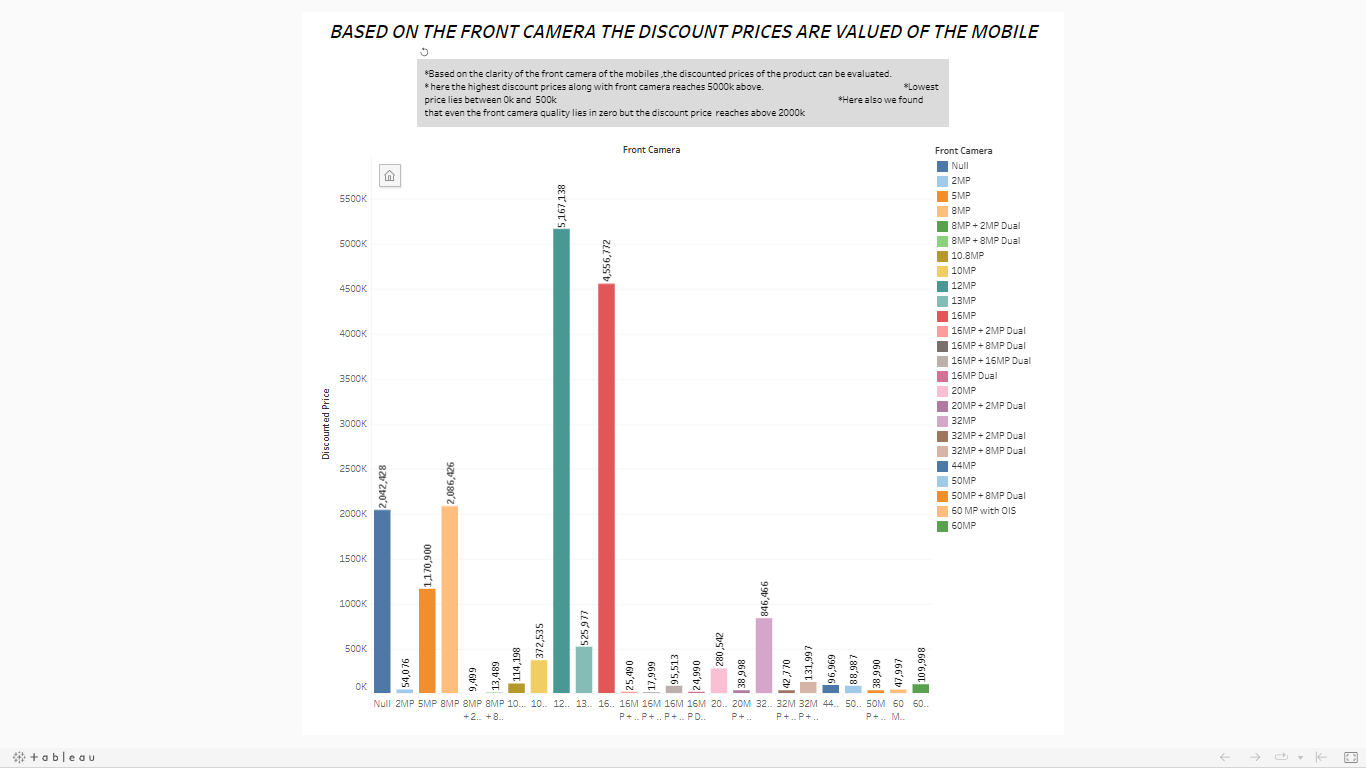 BASED ON THE FRONT CAMERA THE DISCOUNT PRICES ARE VALUED OF THE MOBILE
*Based on the clarity of the front camera of the mobiles ,the discounted prices of the product can be evaluated.
* here the highest discount prices along with front camera reaches 5000k above. *Lowest
price lies between 0k and 500k *Here also we found
that even the front camera quality lies in zero but the discount price reaches above 2000k
Front Camera
Discounted Price
5500K
5000K
4500K
4000K
3500K
3000K
2500K
2000K
1500K
1000K
500K
0K
2,042,428
54,076
1,170,900
2,086,426
9,499
13,489
114,198
372,535
5,167,138
525,977
4,556,772
25,490
17,999
95,513
24,990
280,542
38,998
846,466
42,770
131,997
96,969
88,987
38,990
47,997
109,998
Null 2MP 5MP 8MP 8MP 8MP 10... 10.. 12.. 13.. 16.. 16M 16M 16M 16M 20.. 20M 32.. 32M 32M 44.. 50.. 50M 60 60..
+2.. +8.. P+.. P+.. P+.. P D.. P+.. P+.. P+.. P+.. M..
Front Camera
Null
2MP
5MP
8MP
8MP + 2MP Dual
8MP + 8MP Dual
10.8MP
10MP
12MP
13MP
16MP
16MP + 2MP Dual
16MP + 8MP Dual
16MP + 16MP Dual
16MP Dual
20MP
20MP + 2MP Dual
32MP
32MP + 2MP Dual
32MP + 8MP Dual
44MP
50MP
50MP + 8MP Dual
60 MP with OIS
60MP
+ a b l e a u